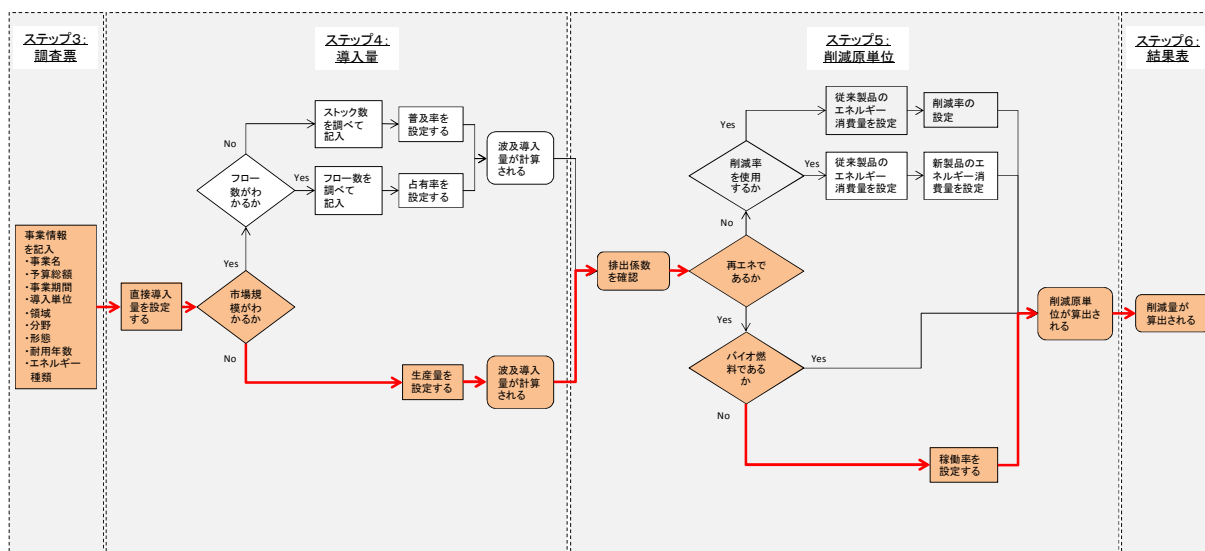 ステップ3:
調査票
事業情報
を記入
・事業名
・予算総額
・事業期間
・導入単位
・領域
・分野
・形態
・耐用年数
・エネルギー
種類
ステップ4:
導入量
直接導入
量を設定
する
市場規
模がわ
かるか
Yes
No
フロー
数がわ
かるか
No
Yes
ストック数
を調べて
記入
普及率を
設定する
フロー数を
調べて
記入
占有率を
設定する
波及導入
量が計算
される
生産量を
設定する
波及導入
量が計算
される
ステップ5:
削減原単位
排出係数
を確認
再エネで
あるか
No
Yes
削減率
を使用
するか
Yes
Yes
従来製品の
エネルギー
消費量を設定
削減率の
設定
従来製品の
エネルギー
消費量を設定
新製品のエ
ネルギー消
費量を設定
バイオ燃
料である
か
Yes
No
稼働率を
設定する
削減原単
位が算出さ
れる
ステップ6:
結果表
削減量が
算出される